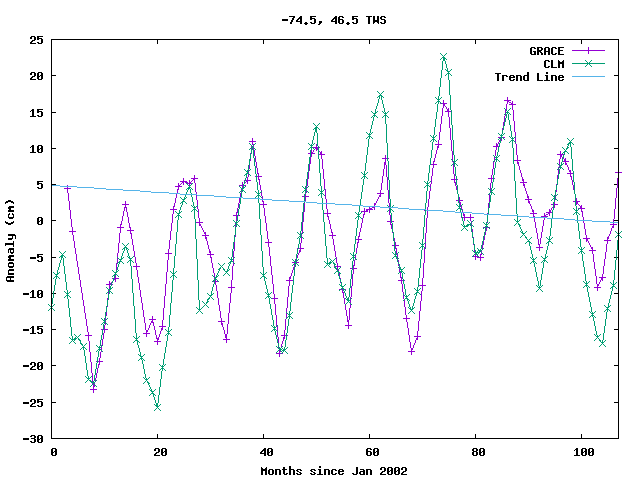 -74.5, 46.5 TWS
GRACE
CLM
Trend Line
25
20
15
10
5
0
-5
-10
-15
-20
-25
-30
Anomaly (cm)
0 20 40 60 80 100
Months since Jan 2002